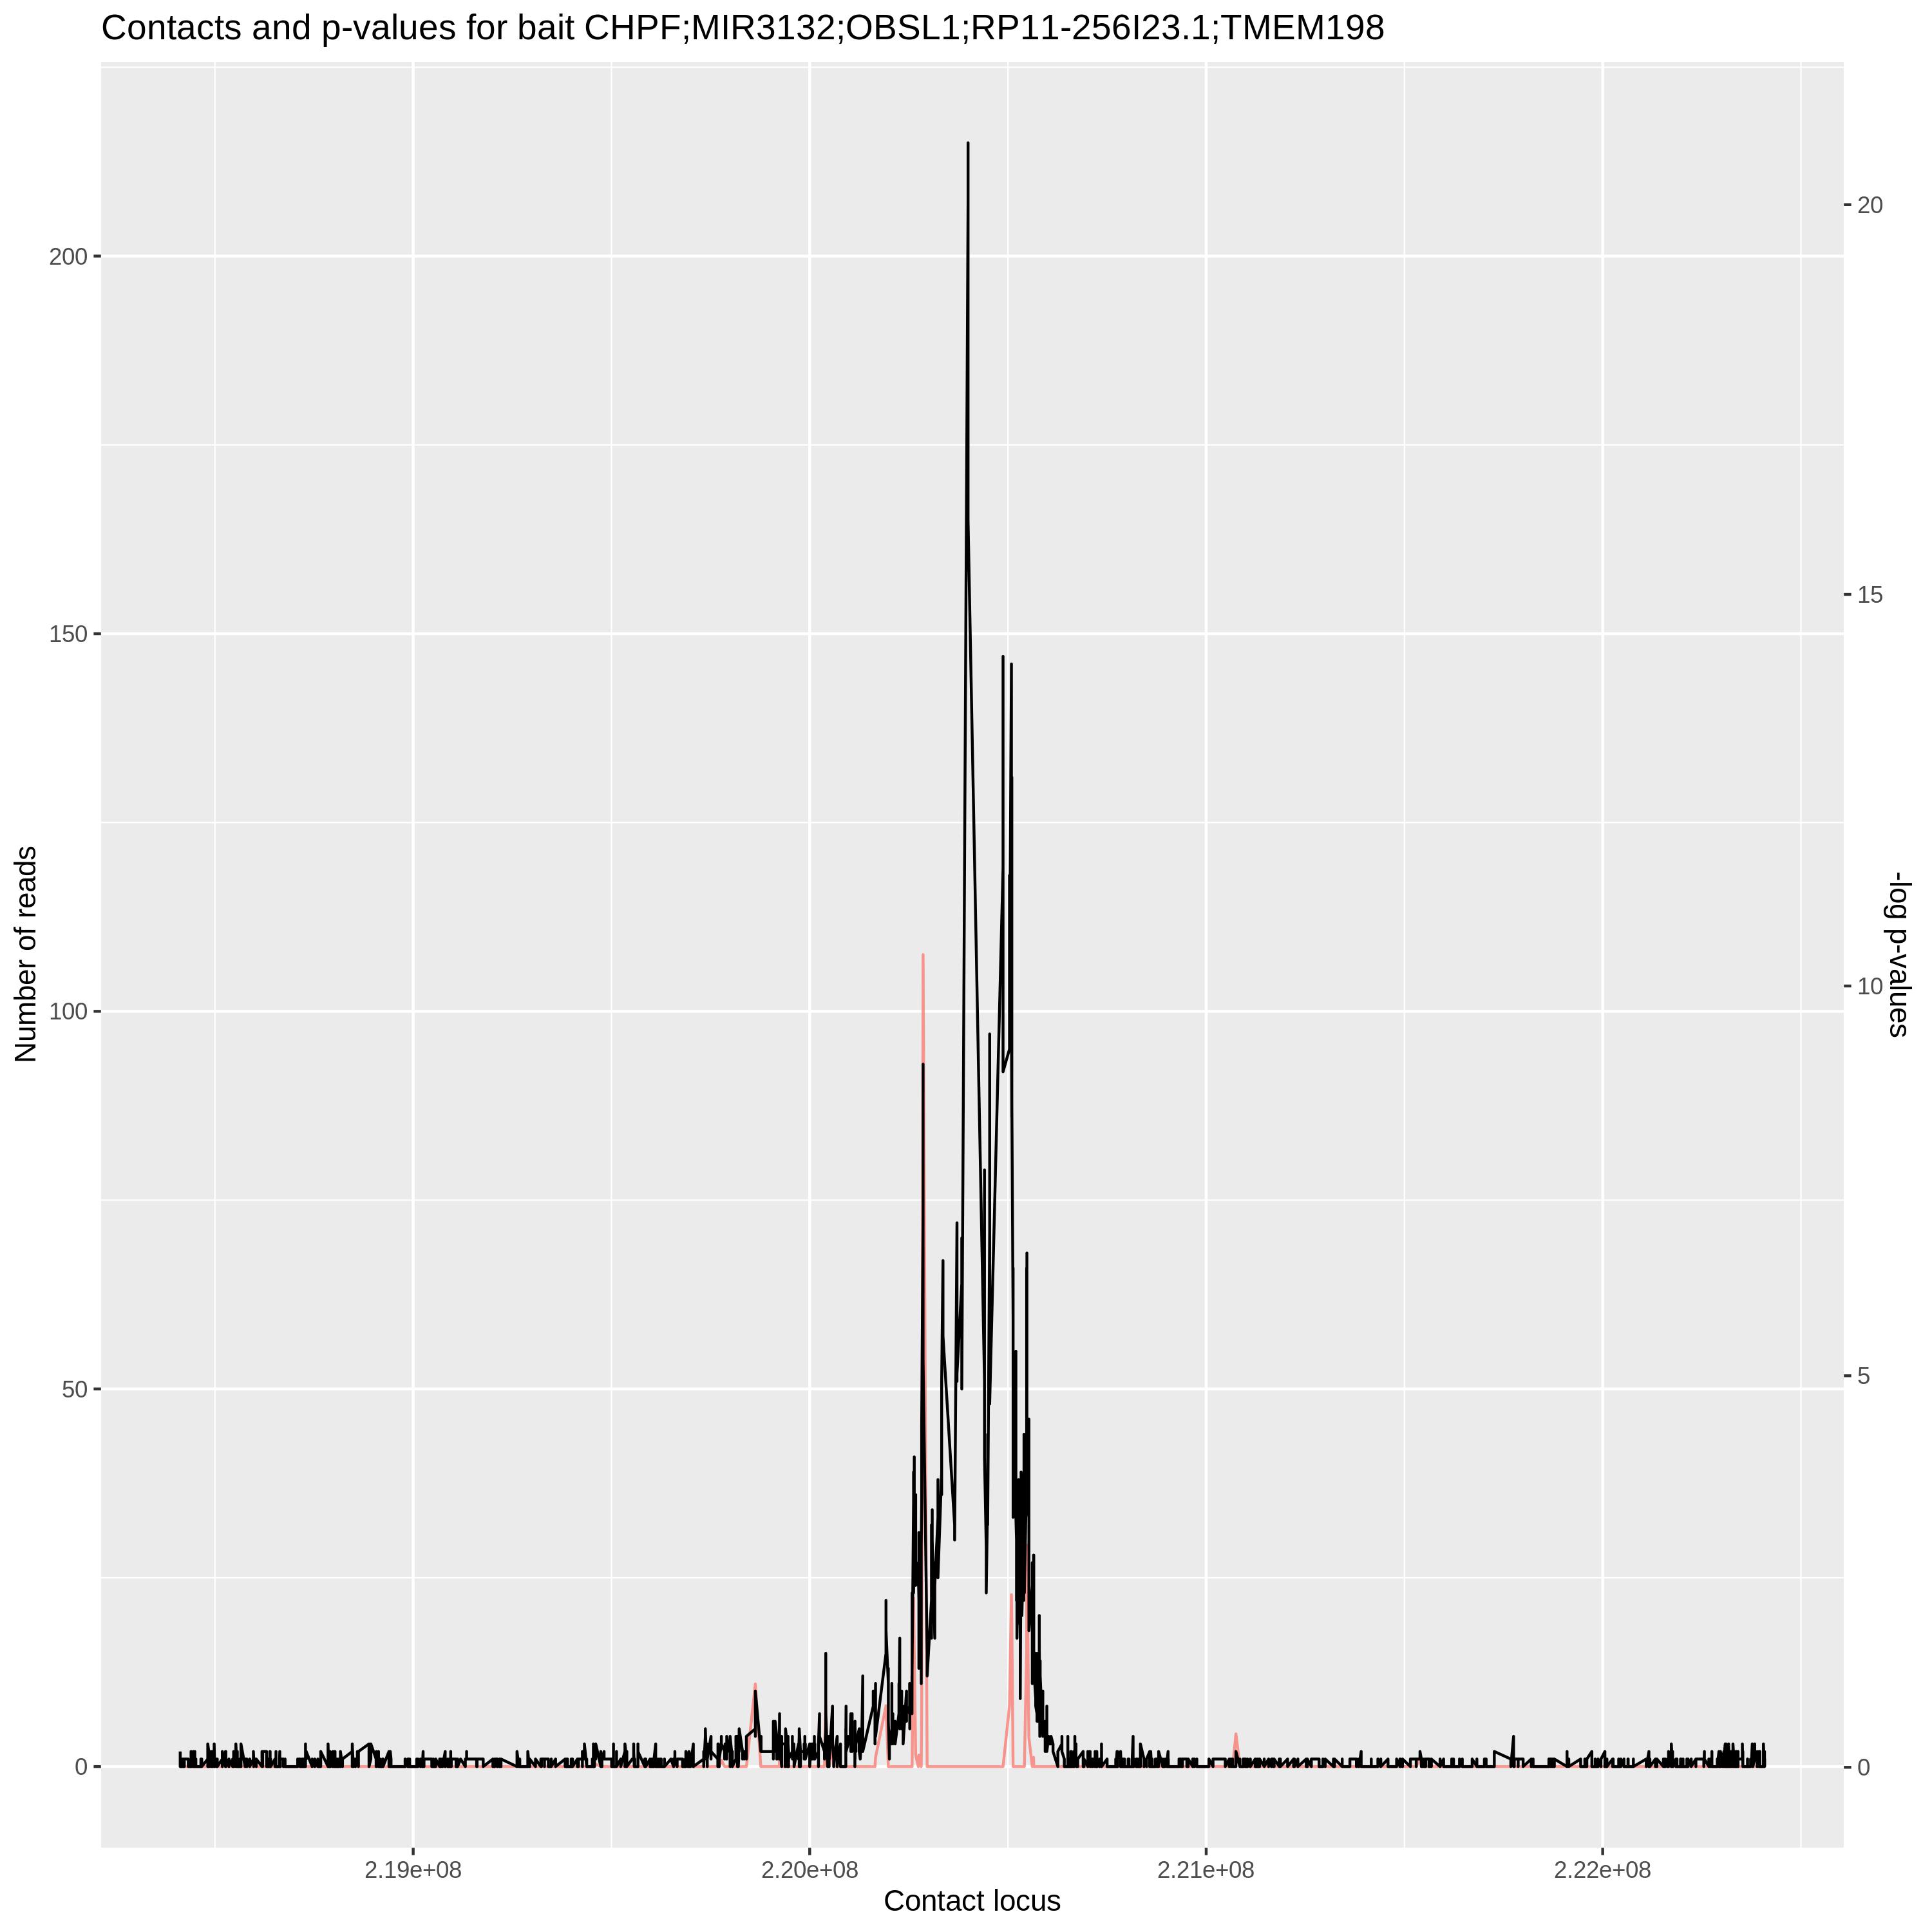 Contacts and p-values for bait CHPF;MIR3132;OBSL1;RP11-256I23.1;TMEM198
200
150
100
50
0
Number of reads
20
15
10
5
0
-log p-values
2.19e+08 2.20e+08 2.21e+08 2.22e+08
Contact locus